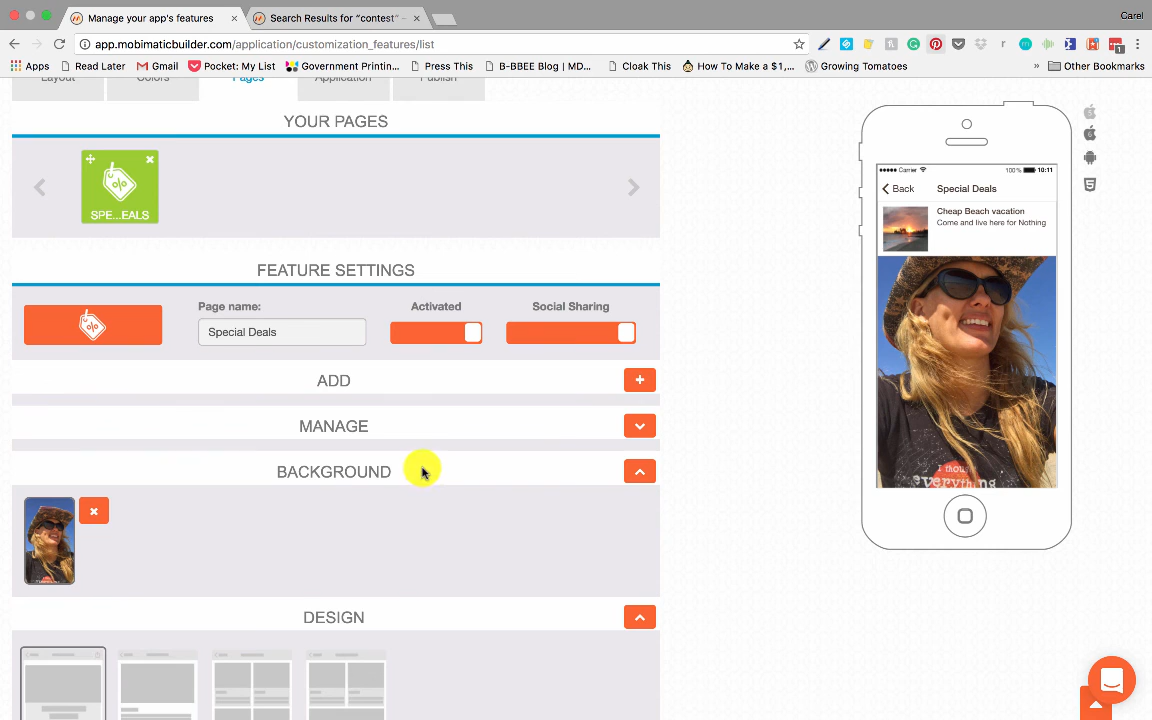 Manage your app's features
Search Results for “contest” –
Carel
app.mobimaticbuilder.com/application/customization_features/list
Apps
Read Later
Gmail
Pocket: My List
Government Printin...
Press This
B-BBEE Blog | MD...
Cloak This
How To Make a $1,...
Growing Tomatoes
»
Other Bookmarks
Layout
Colors
Pages
Application
Publish
YOUR PAGES
SPE...EALS
FEATURE SETTINGS
Page name:
Activated
Social Sharing
Special Deals
ADD
MANAGE
BACKGROUND
DESIGN
Carrier
100%
10:11
Back
Special Deals
Cheap Beach vacation
Come and live here for Nothing
I thou
everything